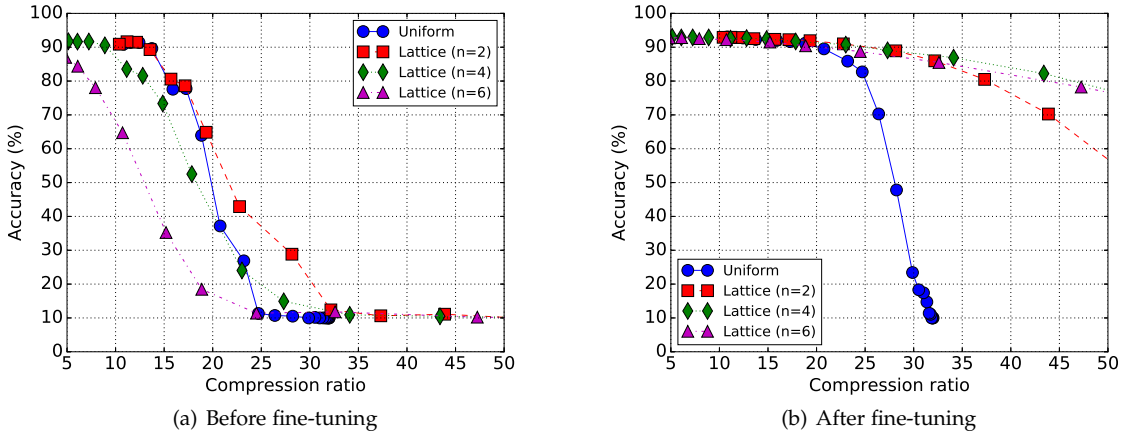 100
90
80
70
60
50
40
30
20
10
0
Accuracy (%)
5 10 15 20 25 30 35 40 45 50
Compression ratio
Uniform
Lattice (n=2)
Lattice (n=4)
Lattice (n=6)
(a) Before fine-tuning
100
90
80
70
60
50
40
30
20
10
0
Accuracy (%)
5 10 15 20 25 30 35 40 45 50
Compression ratio
Uniform
Lattice (n=2)
Lattice (n=4)
Lattice (n=6)
(b) After fine-tuning